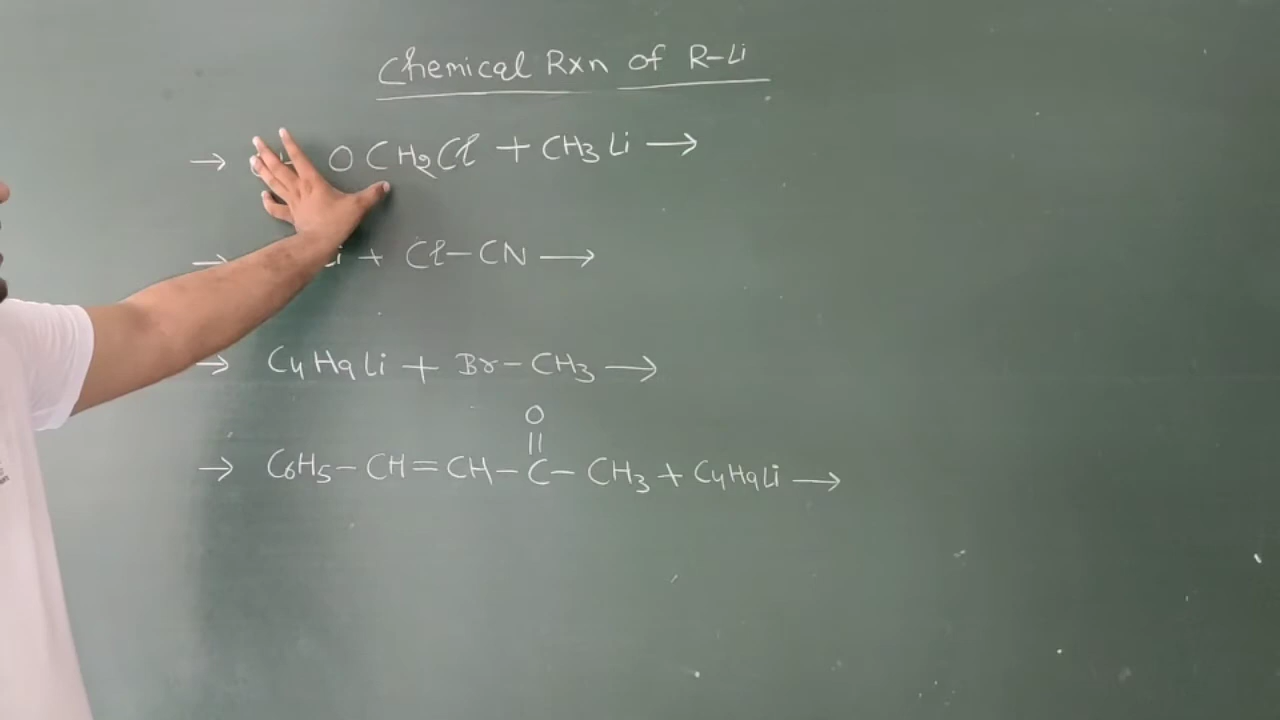 Chemical Rxn of R-Li
→ OCH2Cl + CH3Li →
→ + Cl-CN →
→ C4H9Li + Br-CH3 →
O
||
→ C6H5-CH=CH-C-CH3 + C4H9Li →